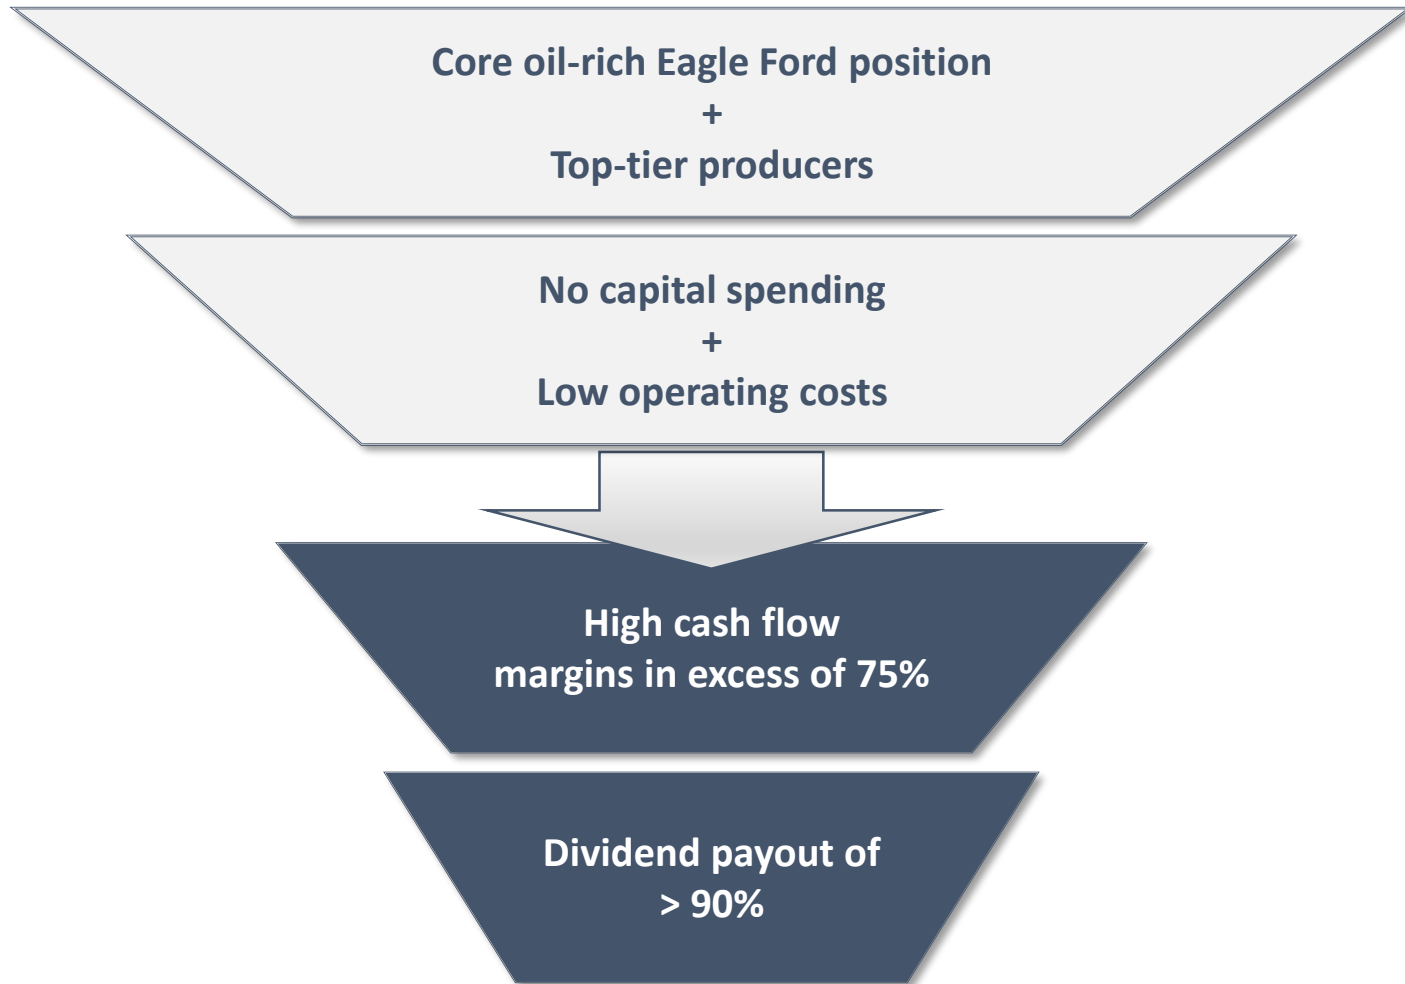 Core oil-rich Eagle Ford position
+
Top-tier producers
No capital spending
+
Low operating costs
High cash flow
margins in excess of 75%
Dividend payout of
> 90%